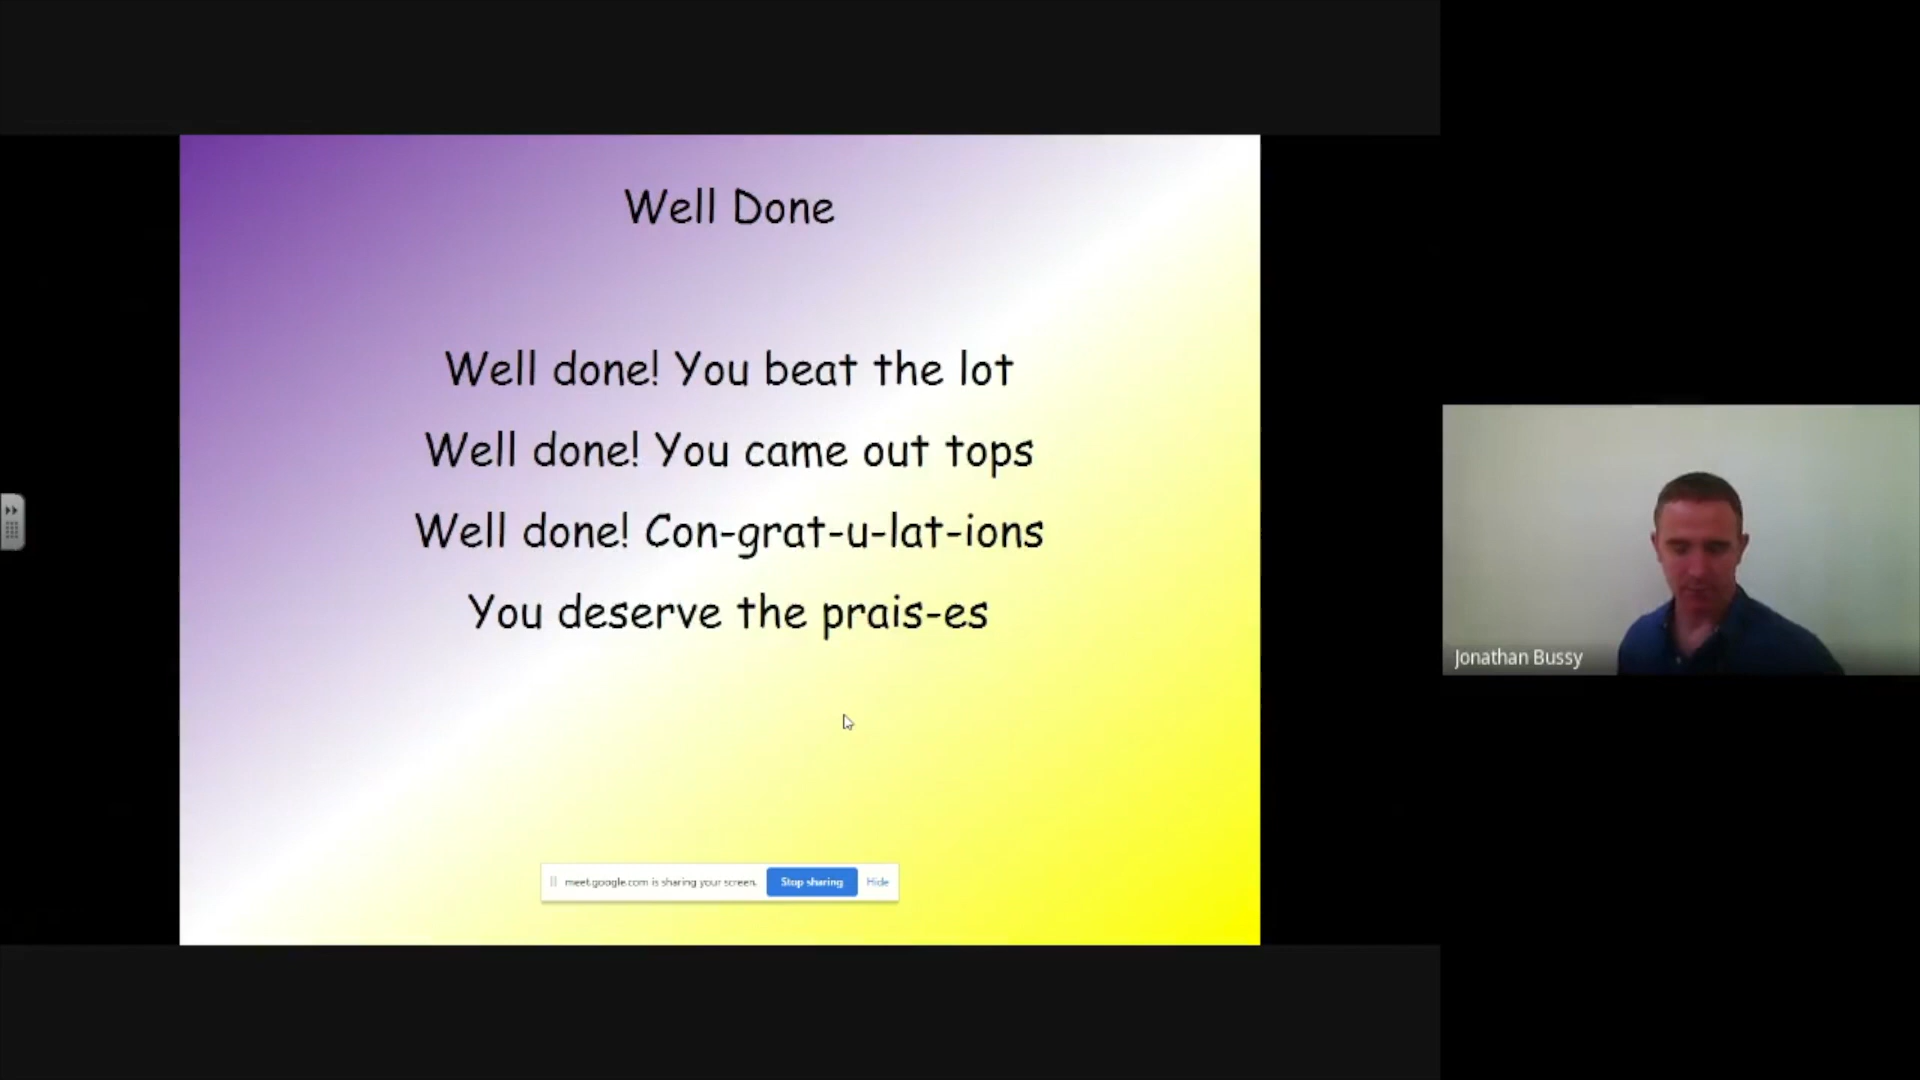 Well Done
Well done! You beat the lot
Well done! You came out tops
Well done! Con-grat-u-lat-ions
You deserve the prais-es
meet.google.com is sharing your screen. Stop sharing Hide
Jonathan Bussy